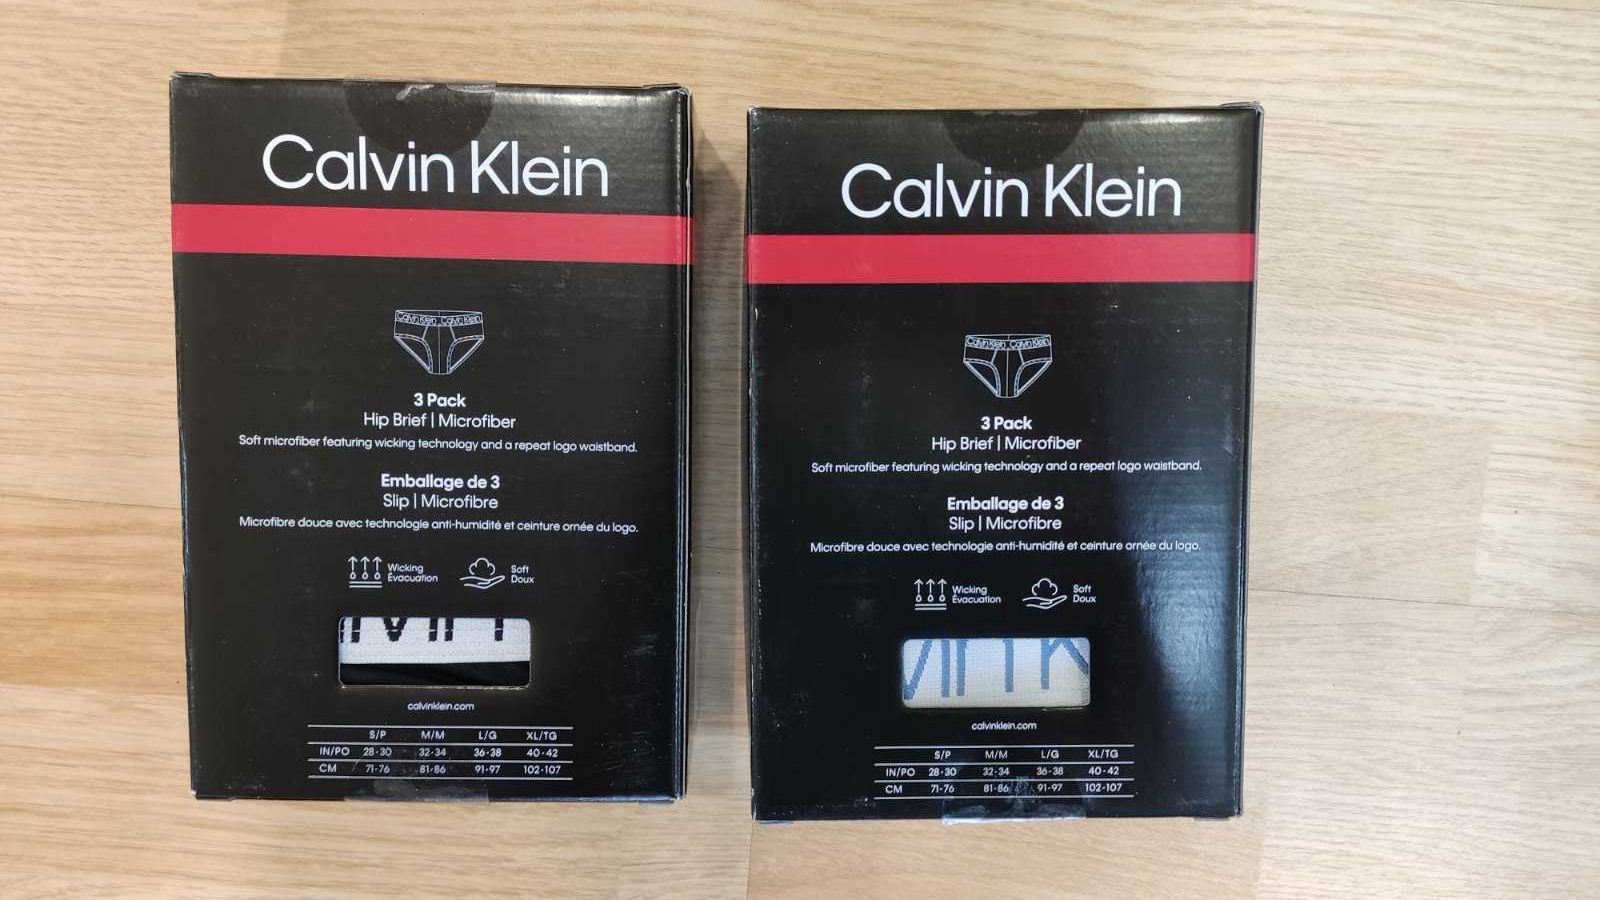 Calvin Klein
Calvin Klein Calvin Klein
3 Pack
Hip Brief | Microfiber
Soft microfiber featuring wicking technology and a repeat logo waistband.
Emballage de 3
Slip | Microfibre
Microfibre douce avec technologie anti-humidité et ceinture ornée du logo.
Wicking Soft
Évacuation Doux
calvinklein.com
S/P M/M L/G XL/TG
IN/PO 28-30 32-34 36-38 40-42
CM 71-76 81-86 91-97 102-107
Calvin Klein
Calvin Klein Calvin Klein
3 Pack
Hip Brief | Microfiber
Soft microfiber featuring wicking technology and a repeat logo waistband.
Emballage de 3
Slip | Microfibre
Microfibre douce avec technologie anti-humidité et ceinture ornée du logo.
Wicking Soft
Évacuation Doux
calvinklein.com
S/P M/M L/G XL/TG
IN/PO 28-30 32-34 36-38 40-42
CM 71-76 81-86 91-97 102-107